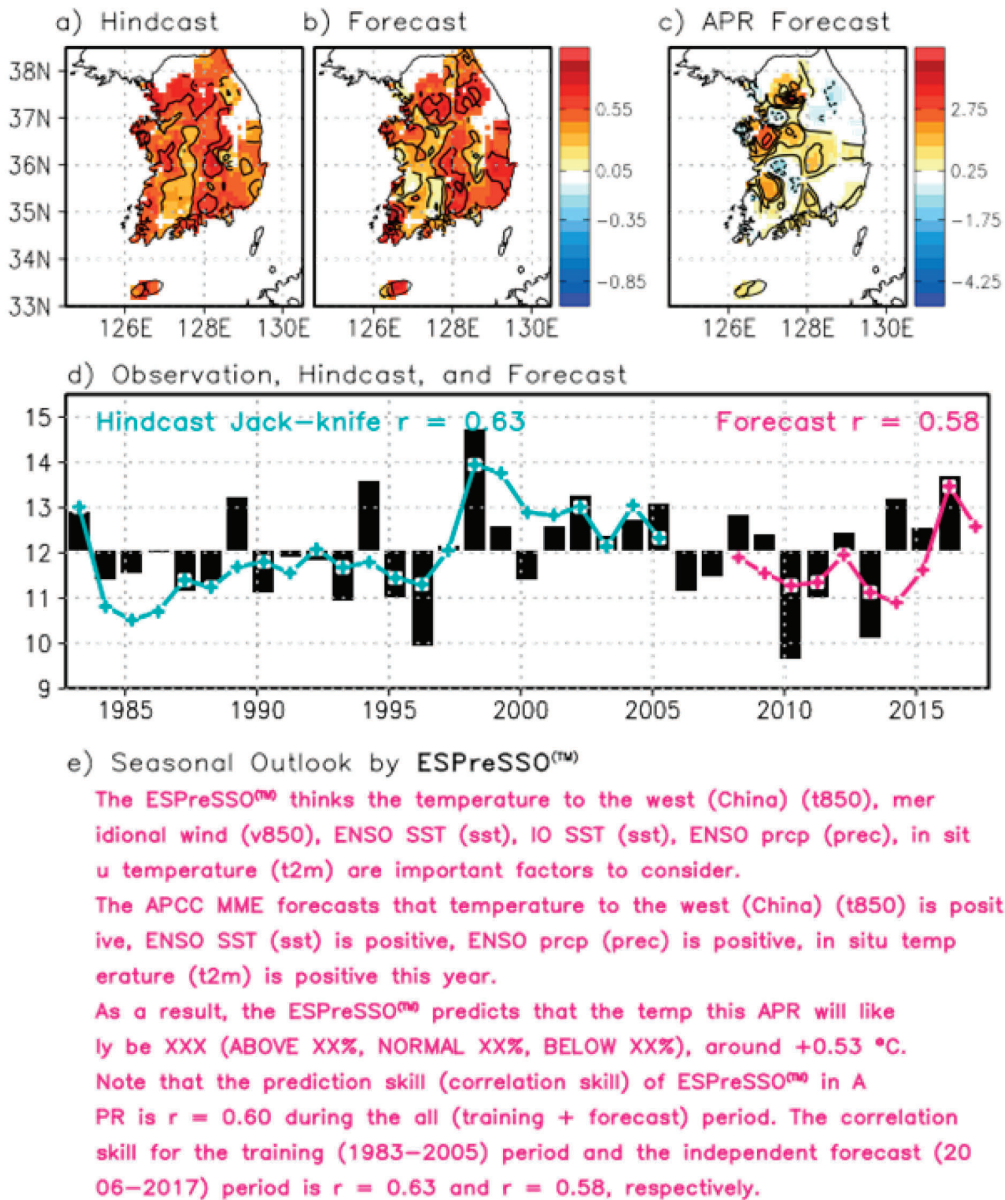 a) Hindcast b) Forecast c) APR Forecast
38N
37N
36N
35N
34N
33N
126E 128E 130E 126E 128E 130E 126E 128E 130E
0.55
0.05
−0.35
−0.85
2.75
0.25
−1.75
−4.25
d) Observation, Hindcast, and Forecast
Hindcast Jack−knife r = 0.63 Forecast r = 0.58
15
14
13
12
11
10
9
1985 1990 1995 2000 2005 2010 2015
e) Seasonal Outlook by ESPreSSO(TM)
The ESPreSSO(TM) thinks the temperature to the west (China) (t850), mer
idional wind (v850), ENSO SST (sst), IO SST (sst), ENSO prcp (prec), in sit
u temperature (t2m) are important factors to consider.
The APCC MME forecasts that temperature to the west (China) (t850) is posit
ive, ENSO SST (sst) is positive, ENSO prcp (prec) is positive, in situ temp
erature (t2m) is positive this year.
As a result, the ESPreSSO(TM) predicts that the temp this APR will like
ly be XXX (ABOVE XX%, NORMAL XX%, BELOW XX%), around +0.53 °C.
Note that the prediction skill (correlation skill) of ESPreSSO(TM) in A
PR is r = 0.60 during the all (training + forecast) period. The correlation
skill for the training (1983−2005) period and the independent forecast (20
06−2017) period is r = 0.63 and r = 0.58, respectively.